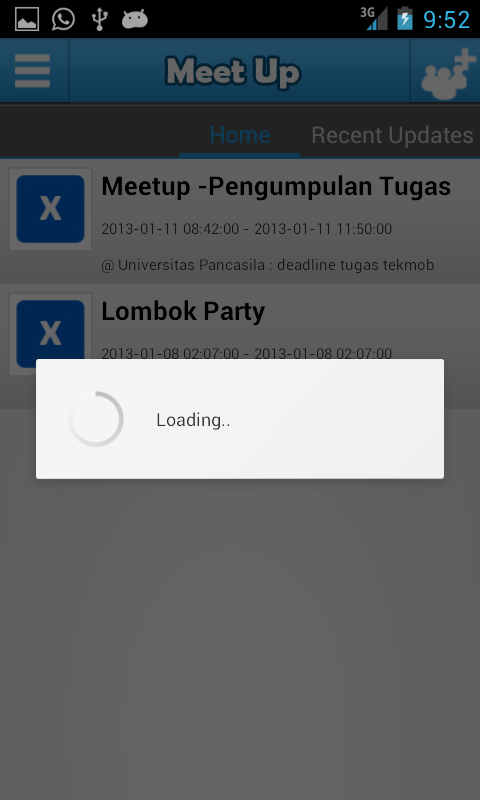 3G 9:52
Meet Up
Home Recent Updates
X
Meetup -Pengumpulan Tugas
2013-01-11 08:42:00 - 2013-01-11 11:50:00
@ Universitas Pancasila : deadline tugas tekmob
X
Lombok Party
2013-01-08 02:07:00 - 2013-01-08 02:07:00
Loading..